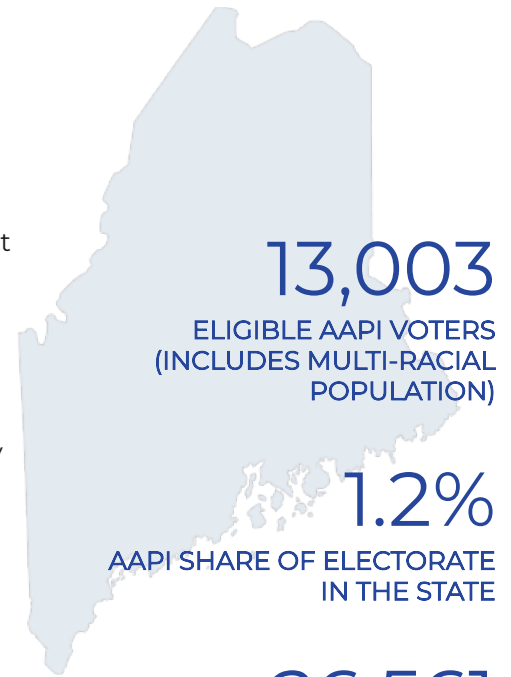 t
13,003
ELIGIBLE AAPI VOTERS
(INCLUDES MULTI-RACIAL
POPULATION)
y
1.2%
AAPI SHARE OF ELECTORATE
IN THE STATE